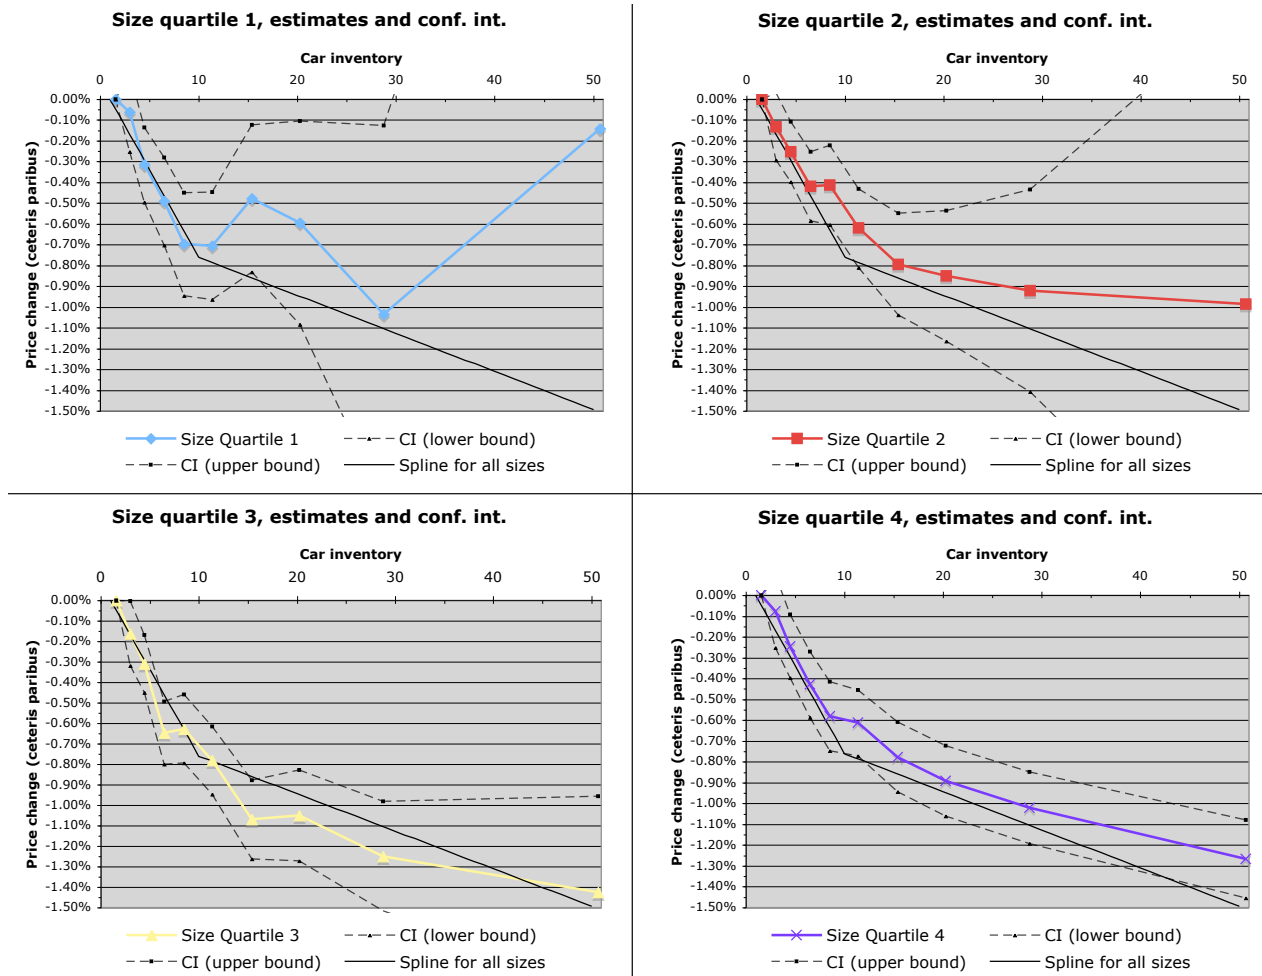 Size quartile 1, estimates and conf. int.
Car inventory
0 10 20 30 40 50
0.00%
-0.10%
-0.20%
-0.30%
-0.40%
-0.50%
-0.60%
-0.70%
-0.80%
-0.90%
-1.00%
-1.10%
-1.20%
-1.30%
-1.40%
-1.50%
Price change (ceteris paribus)
Size Quartile 1
CI (lower bound)
CI (upper bound)
Spline for all sizes
Size quartile 2, estimates and conf. int.
Car inventory
0 10 20 30 40 50
0.00%
-0.10%
-0.20%
-0.30%
-0.40%
-0.50%
-0.60%
-0.70%
-0.80%
-0.90%
-1.00%
-1.10%
-1.20%
-1.30%
-1.40%
-1.50%
Price change (ceteris paribus)
Size Quartile 2
CI (lower bound)
CI (upper bound)
Spline for all sizes
Size quartile 3, estimates and conf. int.
Car inventory
0 10 20 30 40 50
0.00%
-0.10%
-0.20%
-0.30%
-0.40%
-0.50%
-0.60%
-0.70%
-0.80%
-0.90%
-1.00%
-1.10%
-1.20%
-1.30%
-1.40%
-1.50%
Price change (ceteris paribus)
Size Quartile 3
CI (lower bound)
CI (upper bound)
Spline for all sizes
Size quartile 4, estimates and conf. int.
Car inventory
0 10 20 30 40 50
0.00%
-0.10%
-0.20%
-0.30%
-0.40%
-0.50%
-0.60%
-0.70%
-0.80%
-0.90%
-1.00%
-1.10%
-1.20%
-1.30%
-1.40%
-1.50%
Price change (ceteris paribus)
Size Quartile 4
CI (lower bound)
CI (upper bound)
Spline for all sizes